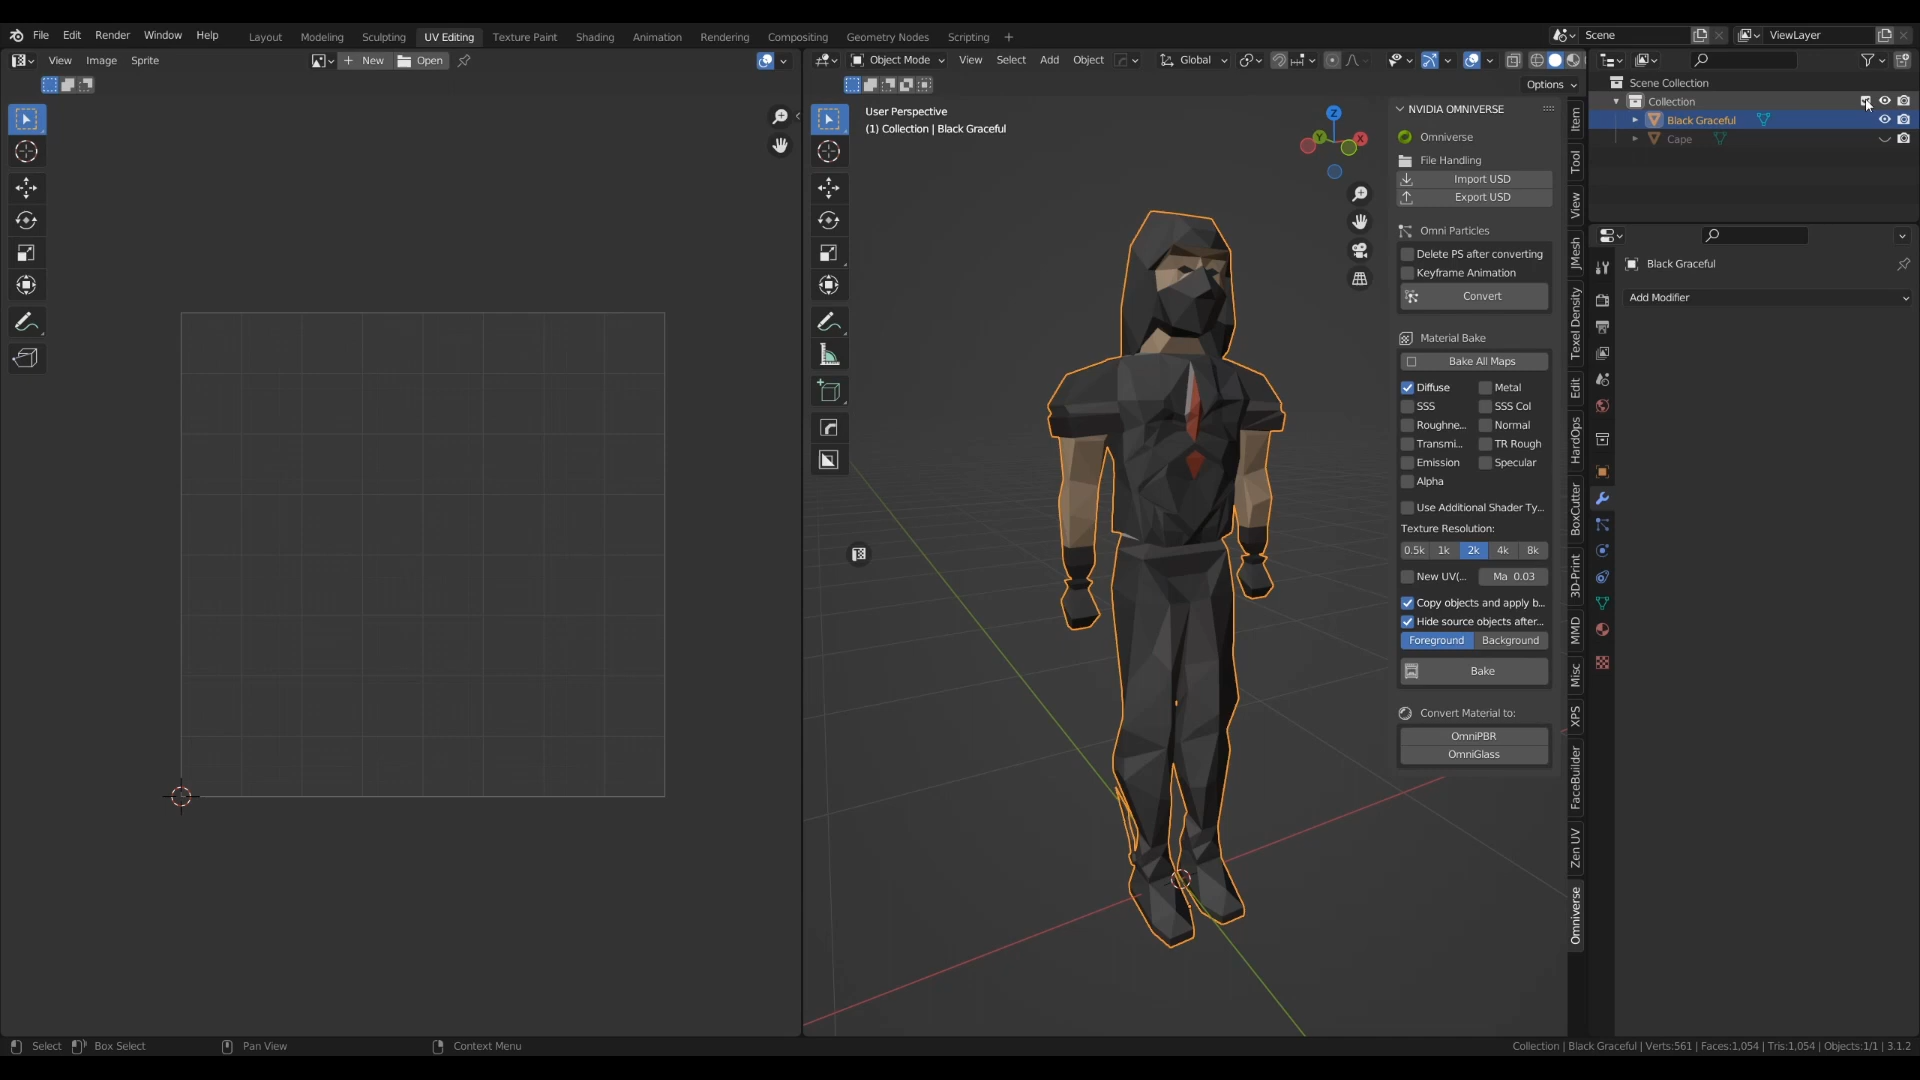 File Edit Render Window Help Layout Modeling Sculpting UV Editing Texture Paint Shading Animation Rendering Compositing Geometry Nodes Scripting + Scene ViewLayer
View Image Sprite New Open
Object Mode View Select Add Object Global
Options
User Perspective
(1) Collection | Black Graceful
Z
Y
X
NVIDIA OMNIVERSE
Omniverse
File Handling
Import USD
Export USD
Omni Particles
Delete PS after converting
Keyframe Animation
Convert
Material Bake
Bake All Maps
Diffuse Metal
SSS SSS Col
Roughne... Normal
Transmi... TR Rough
Emission Specular
Alpha
Use Additional Shader Ty...
Texture Resolution:
0.5k 1k 2k 4k 8k
New UV(... Ma 0.03
Copy objects and apply b...
Hide source objects after...
Foreground Background
Bake
Convert Material to:
OmniPBR
OmniGlass
Item
Tool
View
JMesh
Texel Density
Edit
HardOps
BoxCutter
3D-Print
MMD
Misc
XPS
FaceBuilder
Zen UV
Omniverse
Scene Collection
Collection
Black Graceful
Cape
Black Graceful
Add Modifier
Select Box Select Pan View Context Menu
Collection | Black Graceful | Verts:561 | Faces:1,054 | Tris:1,054 | Objects:1/1 | 3.1.2